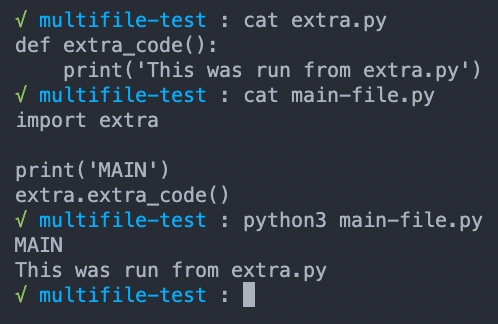 √ multifile-test : cat extra.py
def extra_code():
    print('This was run from extra.py')
√ multifile-test : cat main-file.py
import extra

print('MAIN')
extra.extra_code()
√ multifile-test : python3 main-file.py
MAIN
This was run from extra.py
√ multifile-test :